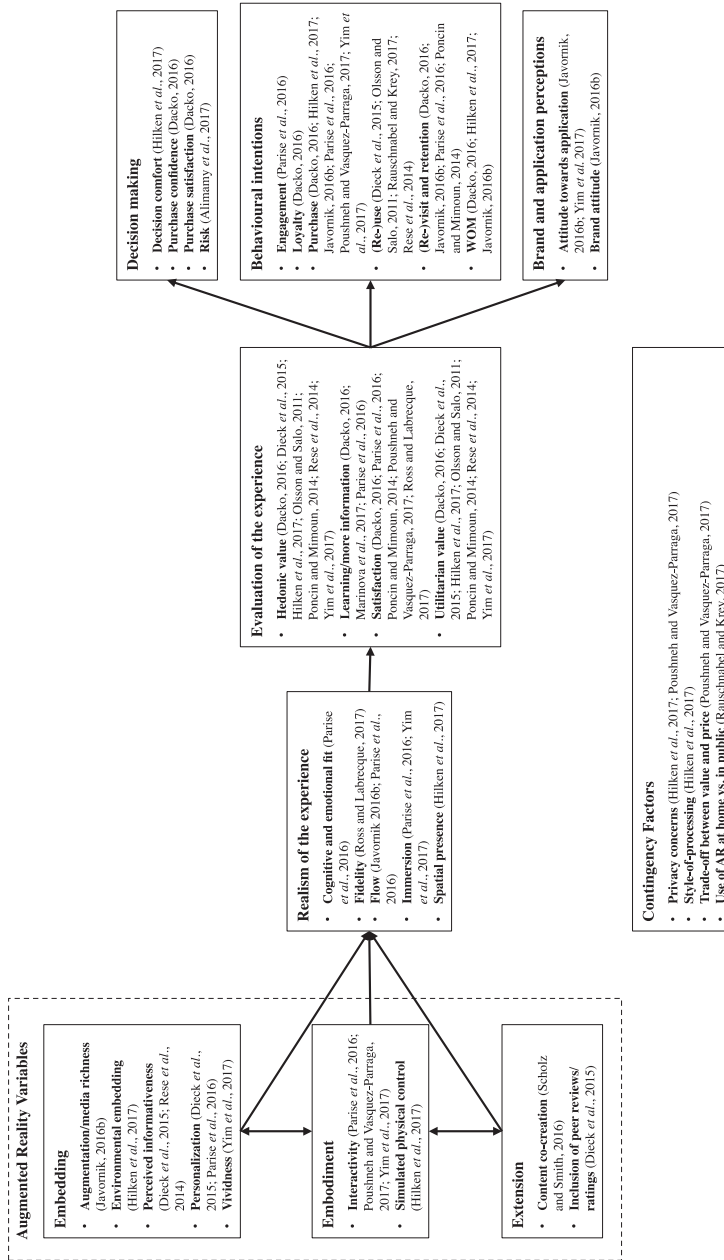 Augmented Reality Variables
Embedding
• Augmentation/media richness
(Javornik, 2016b)
• Environmental embedding
(Hilken et al., 2017)
• Perceived informativeness
(Dieck et al., 2015; Rese et al.,
2014)
• Personalization (Dieck et al.,
2015; Parise et al., 2016)
• Vividness (Yim et al., 2017)
Embodiment
• Interactivity (Parise et al., 2016;
Poushneh and Vasquez-Parraga,
2017; Yim et al., 2017)
• Simulated physical control
(Hilken et al., 2017)
Extension
• Content co-creation (Scholz
and Smith, 2016)
• Inclusion of peer reviews/
ratings (Dieck et al., 2015)
Realism of the experience
• Cognitive and emotional fit (Parise
et al., 2016)
• Fidelity (Ross and Labrecque, 2017)
• Flow (Javornik 2016b; Parise et al.,
2016)
• Immersion (Parise et al., 2016; Yim
et al., 2017)
• Spatial presence (Hilken et al., 2017)
Evaluation of the experience
• Hedonic value (Dacko, 2016; Dieck et al., 2015;
Hilken et al., 2017; Olsson and Salo, 2011;
Poncin and Mimoun, 2014; Rese et al., 2014;
Yim et al., 2017)
• Learning/more information (Dacko, 2016;
Marinova et al., 2017; Parise et al., 2016)
• Satisfaction (Dacko, 2016; Parise et al., 2016;
Poncin and Mimoun, 2014; Poushneh and
Vasquez-Parraga, 2017; Ross and Labrecque,
2017)
• Utilitarian value (Dacko, 2016; Dieck et al.,
2015; Hilken et al., 2017; Olsson and Salo, 2011;
Poncin and Mimoun, 2014; Rese et al., 2014;
Yim et al., 2017)
Decision making
• Decision comfort (Hilken et al., 2017)
• Purchase confidence (Dacko, 2016)
• Purchase satisfaction (Dacko, 2016)
• Risk (Alimamy et al., 2017)
Behavioural intentions
• Engagement (Parise et al., 2016)
• Loyalty (Dacko, 2016)
• Purchase (Dacko, 2016; Hilken et al., 2017;
Javornik, 2016b; Parise et al., 2016;
Poushneh and Vasquez-Parraga, 2017; Yim et
al., 2017)
• (Re-)use (Dieck et al., 2015; Olsson and
Salo, 2011; Rauschnabel and Krey, 2017;
Rese et al., 2014)
• (Re-)visit and retention (Dacko, 2016;
Javornik, 2016b; Parise et al., 2016; Poncin
and Mimoun, 2014)
• WOM (Dacko, 2016; Hilken et al., 2017;
Javornik, 2016b)
Brand and application perceptions
• Attitude towards application (Javornik,
2016b; Yim et al. 2017)
• Brand attitude (Javornik, 2016b)
Contingency Factors
• Privacy concerns (Hilken et al., 2017; Poushneh and Vasquez-Parraga, 2017)
• Style-of-processing (Hilken et al., 2017)
• Trade-off between value and price (Poushneh and Vasquez-Parraga, 2017)
• Use of AR at home vs. in public (Rauschnabel and Krey, 2017)